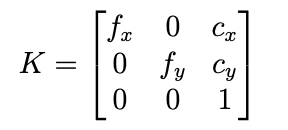 K = [ f_x 0 c_x
0 f_y c_y
0 0 1 ]